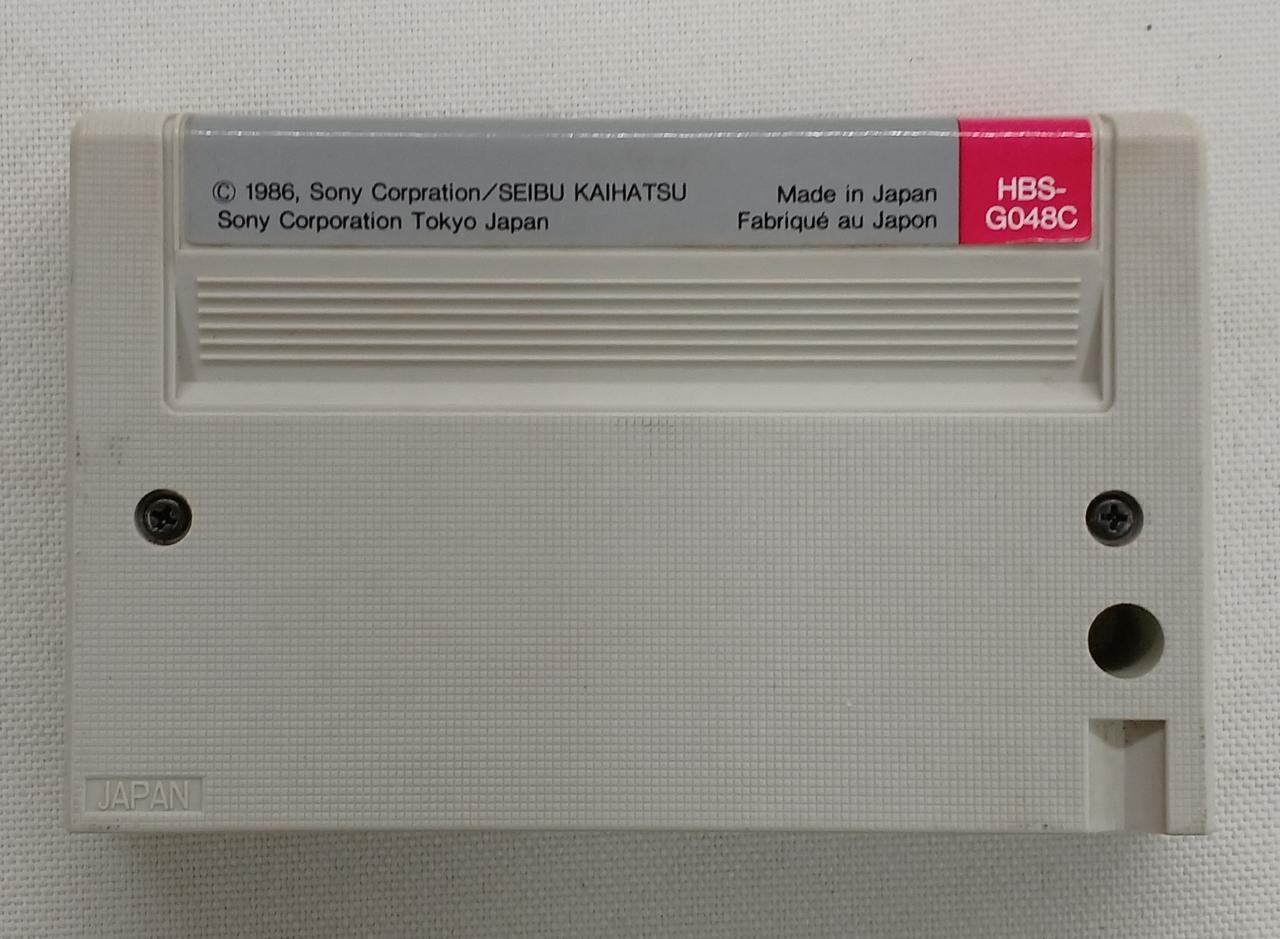 © 1986, Sony Corpration/SEIBU KAIHATSU
Sony Corporation Tokyo Japan
Made in Japan
Fabriqué au Japon
HBS-
G048C
JAPAN